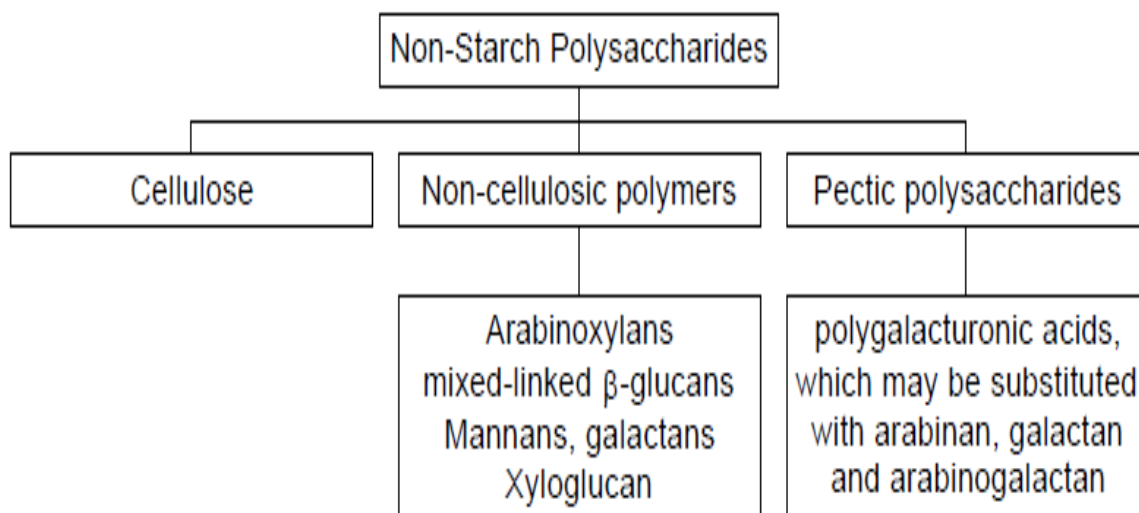 Non-Starch Polysaccharides
Cellulose
Non-cellulosic polymers
Pectic polysaccharides
Arabinoxylans
mixed-linked β-glucans
Mannans, galactans
Xyloglucan
polygalacturonic acids,
which may be substituted
with arabinan, galactan
and arabinogalactan